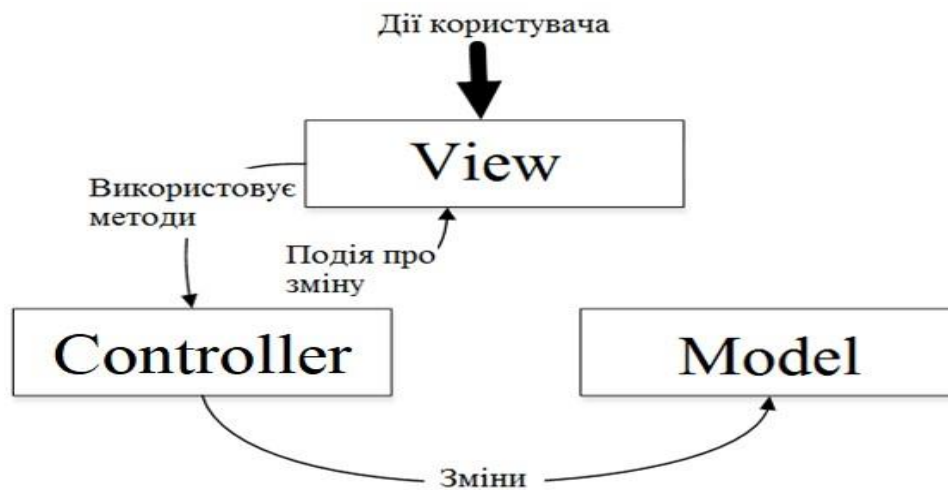 Дії користувача
View
Використовує
методи
Подія про
зміну
Controller
Model
Зміни